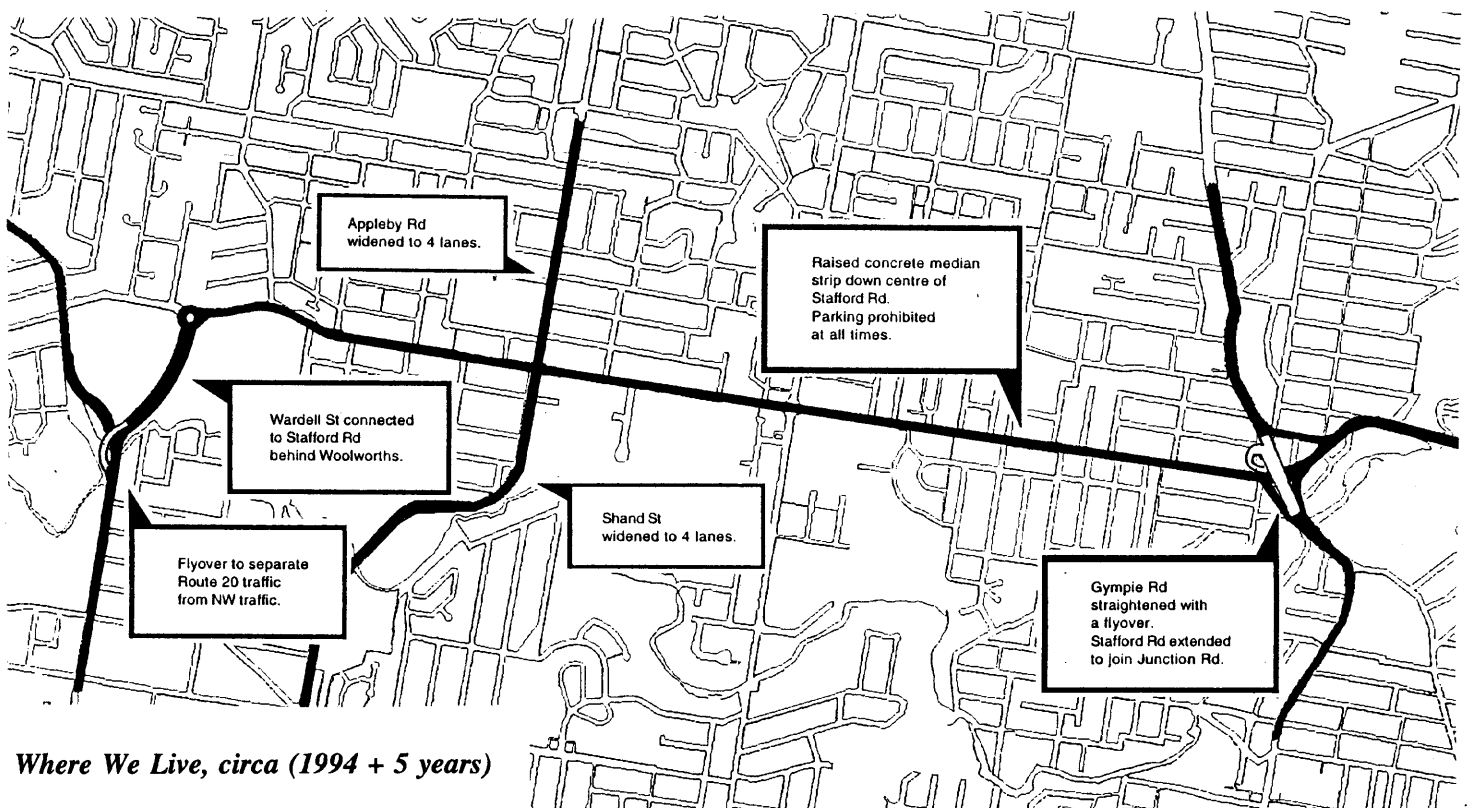 Appleby Rd
widened to 4 lanes.
Raised concrete median
strip down centre of
Stafford Rd.
Parking prohibited
at all times.
Wardell St connected
to Stafford Rd
behind Woolworths.
Shand St
widened to 4 lanes.
Flyover to separate
Route 20 traffic
from NW traffic.
Gympie Rd
straightened with
a flyover.
Stafford Rd extended
to join Junction Rd.
Where We Live, circa (1994 + 5 years)